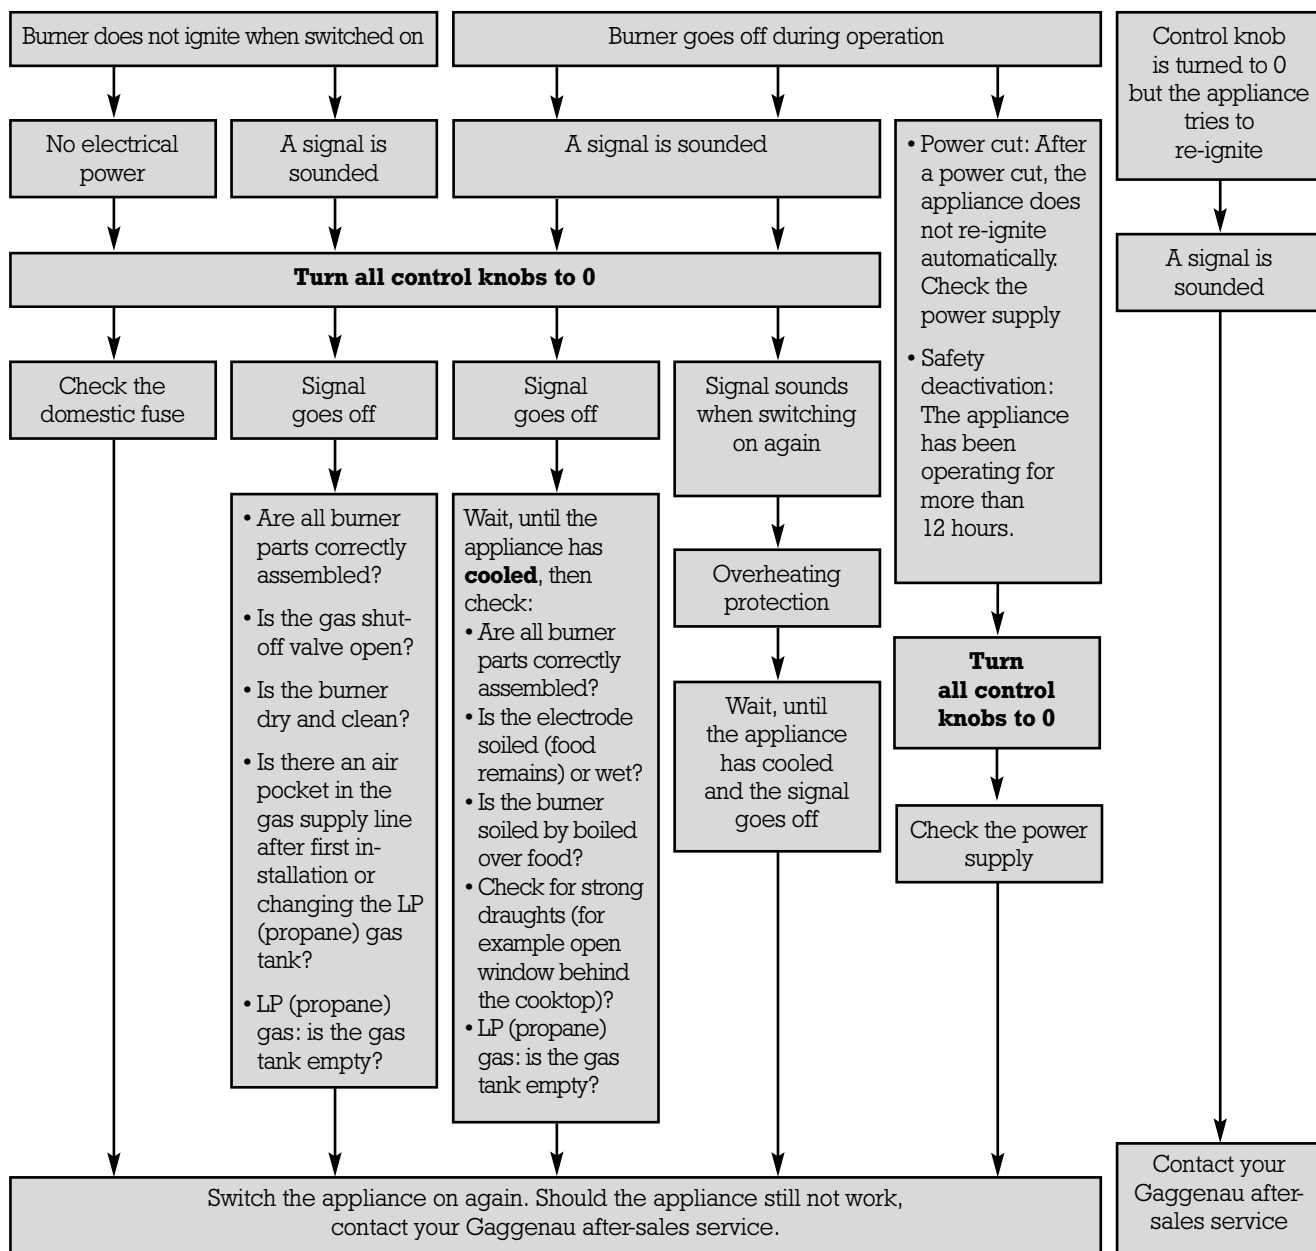 Burner does not ignite when switched on
Burner goes off during operation
Control knob
is turned to 0
but the appliance
tries to
re-ignite
No electrical
power
A signal is
sounded
A signal is sounded
• Power cut: After
a power cut, the
appliance does
not re-ignite
automatically.
Check the
power supply
• Safety
deactivation:
The appliance
has been
operating for
more than
12 hours.
A signal is
sounded
Turn all control knobs to 0
Check the
domestic fuse
Signal
goes off
Signal
goes off
Signal sounds
when switching
on again
• Are all burner
parts correctly
assembled?
• Is the gas shut-
off valve open?
• Is the burner
dry and clean?
• Is there an air
pocket in the
gas supply line
after first in-
stallation or
changing the LP
(propane) gas
tank?
• LP (propane)
gas: is the gas
tank empty?
Wait, until the
appliance has
cooled, then
check:
• Are all burner
parts correctly
assembled?
• Is the electrode
soiled (food
remains) or wet?
• Is the burner
soiled by boiled
over food?
• Check for strong
draughts (for
example open
window behind
the cooktop)?
• LP (propane)
gas: is the gas
tank empty?
Overheating
protection
Wait, until
the appliance
has cooled
and the signal
goes off
Turn
all control
knobs to 0
Check the power
supply
Switch the appliance on again. Should the appliance still not work,
contact your Gaggenau after-sales service.
Contact your
Gaggenau after-
sales service